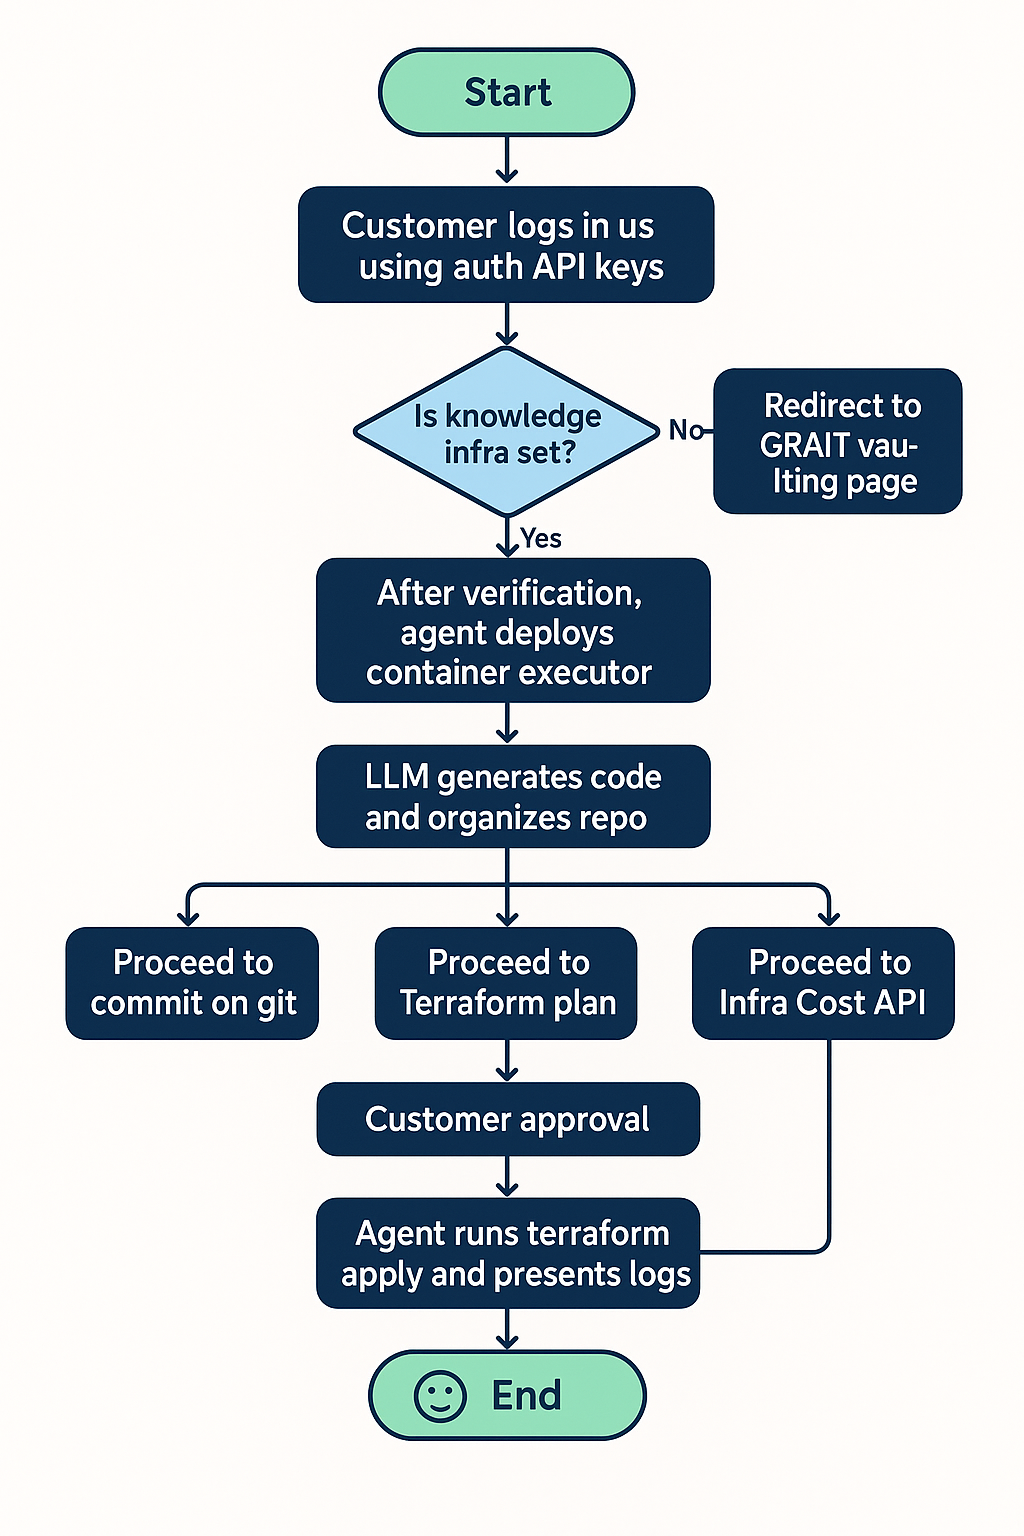 Start
Customer logs in us
using auth API keys
Is knowledge
infra set?
No
Redirect to
GRAIT vau-
lting page
Yes
After verification,
agent deploys
container executor
LLM generates code
and organizes repo
Proceed to
commit on git
Proceed to
Terraform plan
Proceed to
Infra Cost API
Customer approval
Agent runs terraform
apply and presents logs
End